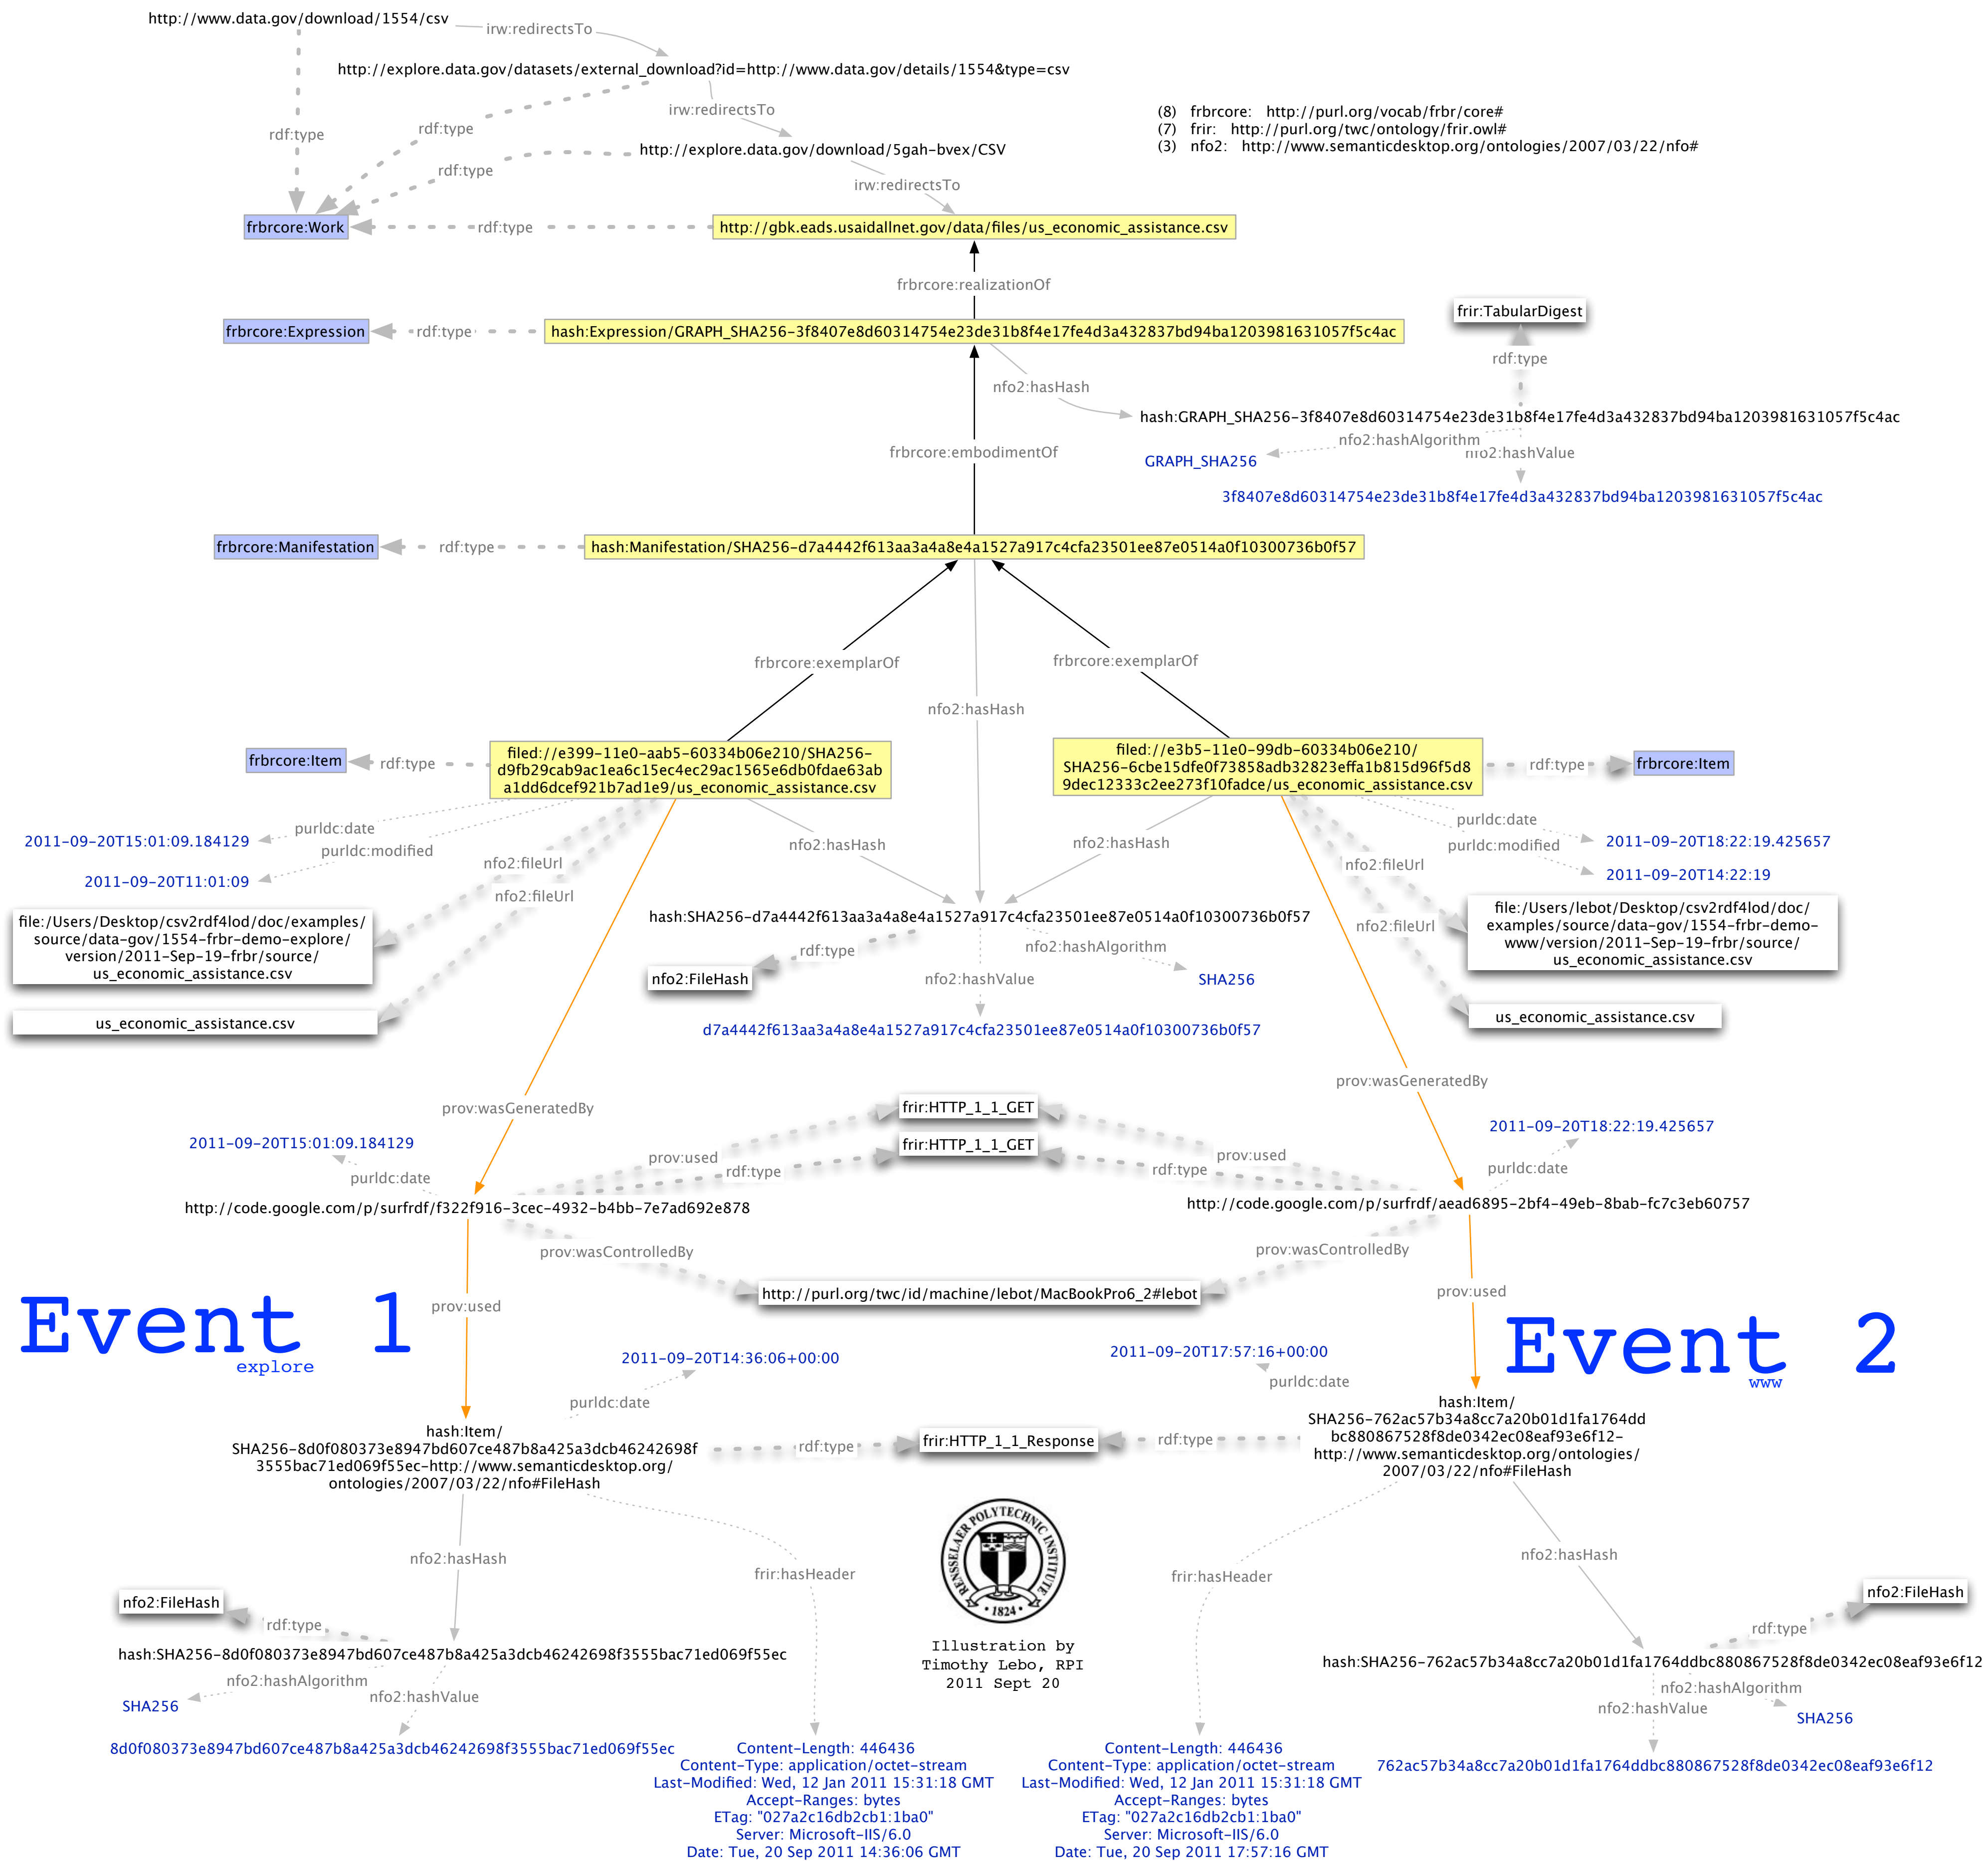 http://www.data.gov/download/1554/csv
irw:redirectsTo
http://explore.data.gov/datasets/external_download?id=http://www.data.gov/details/1554&type=csv
irw:redirectsTo
rdf:type
rdf:type
http://explore.data.gov/download/5gah-bvex/CSV
rdf:type
irw:redirectsTo
(8) frbrcore: http://purl.org/vocab/frbr/core#
(7) frir: http://purl.org/twc/ontology/frir.owl#
(3) nfo2: http://www.semanticdesktop.org/ontologies/2007/03/22/nfo#
frbrcore:Work
rdf:type
http://gbk.eads.usaidallnet.gov/data/files/us_economic_assistance.csv
frbrcore:realizationOf
frbrcore:Expression
rdf:type
hash:Expression/GRAPH_SHA256-3f8407e8d60314754e23de31b8f4e17fe4d3a432837bd94ba1203981631057f5c4ac
frir:TabularDigest
rdf:type
nfo2:hasHash
hash:GRAPH_SHA256-3f8407e8d60314754e23de31b8f4e17fe4d3a432837bd94ba1203981631057f5c4ac
nfo2:hashAlgorithm
nfo2:hashValue
GRAPH_SHA256
3f8407e8d60314754e23de31b8f4e17fe4d3a432837bd94ba1203981631057f5c4ac
frbrcore:embodimentOf
frbrcore:Manifestation
rdf:type
hash:Manifestation/SHA256-d7a4442f613aa3a4a8e4a1527a917c4cfa23501ee87e0514a0f10300736b0f57
frbrcore:exemplarOf
frbrcore:exemplarOf
nfo2:hasHash
frbrcore:Item
rdf:type
filed://e399-11e0-aab5-60334b06e210/SHA256-
d9fb29cab9ac1ea6c15ec4ec29ac1565e6db0fdae63ab
a1dd6dcef921b7ad1e9/us_economic_assistance.csv
filed://e3b5-11e0-99db-60334b06e210/
SHA256-6cbe15dfe0f73858adb32823effa1b815d96f5d8
9dec12333c2ee273f10fadce/us_economic_assistance.csv
rdf:type
frbrcore:Item
purldc:date
2011-09-20T15:01:09.184129
purldc:modified
2011-09-20T11:01:09
nfo2:fileUrl
nfo2:fileUrl
nfo2:hasHash
nfo2:hasHash
purldc:date
2011-09-20T18:22:19.425657
purldc:modified
2011-09-20T14:22:19
nfo2:fileUrl
nfo2:fileUrl
file:/Users/Desktop/csv2rdf4lod/doc/examples/
source/data-gov/1554-frbr-demo-explore/
version/2011-Sep-19-frbr/source/
us_economic_assistance.csv
us_economic_assistance.csv
hash:SHA256-d7a4442f613aa3a4a8e4a1527a917c4cfa23501ee87e0514a0f10300736b0f57
rdf:type
nfo2:hashAlgorithm
nfo2:FileHash
nfo2:hashValue
SHA256
d7a4442f613aa3a4a8e4a1527a917c4cfa23501ee87e0514a0f10300736b0f57
file:/Users/lebot/Desktop/csv2rdf4lod/doc/
examples/source/data-gov/1554-frbr-demo-
www/version/2011-Sep-19-frbr/source/
us_economic_assistance.csv
us_economic_assistance.csv
prov:wasGeneratedBy
prov:wasGeneratedBy
frir:HTTP_1_1_GET
frir:HTTP_1_1_GET
2011-09-20T15:01:09.184129
purldc:date
prov:used
rdf:type
prov:used
rdf:type
2011-09-20T18:22:19.425657
purldc:date
http://code.google.com/p/surfrdf/f322f916-3cec-4932-b4bb-7e7ad692e878
http://code.google.com/p/surfrdf/aead6895-2bf4-49eb-8bab-fc7c3eb60757
prov:wasControlledBy
prov:wasControlledBy
http://purl.org/twc/id/machine/lebot/MacBookPro6_2#lebot
Event 1
explore
prov:used
prov:used
Event 2
www
2011-09-20T14:36:06+00:00
purldc:date
2011-09-20T17:57:16+00:00
purldc:date
hash:Item/
SHA256-8d0f080373e8947bd607ce487b8a425a3dcb46242698f
3555bac71ed069f55ec-http://www.semanticdesktop.org/
ontologies/2007/03/22/nfo#FileHash
rdf:type
frir:HTTP_1_1_Response
rdf:type
hash:Item/
SHA256-762ac57b34a8cc7a20b01d1fa1764dd
bc880867528f8de0342ec08eaf93e6f12-
http://www.semanticdesktop.org/ontologies/
2007/03/22/nfo#FileHash
nfo2:hasHash
frir:hasHeader
RENSSELAER POLYTECHNIC INSTITUTE
1824
Illustration by
Timothy Lebo, RPI
2011 Sept 20
frir:hasHeader
nfo2:hasHash
nfo2:FileHash
rdf:type
hash:SHA256-8d0f080373e8947bd607ce487b8a425a3dcb46242698f3555bac71ed069f55ec
nfo2:hashAlgorithm
nfo2:hashValue
SHA256
8d0f080373e8947bd607ce487b8a425a3dcb46242698f3555bac71ed069f55ec
nfo2:FileHash
rdf:type
hash:SHA256-762ac57b34a8cc7a20b01d1fa1764ddbc880867528f8de0342ec08eaf93e6f12
nfo2:hashAlgorithm
nfo2:hashValue
SHA256
762ac57b34a8cc7a20b01d1fa1764ddbc880867528f8de0342ec08eaf93e6f12
Content-Length: 446436
Content-Type: application/octet-stream
Last-Modified: Wed, 12 Jan 2011 15:31:18 GMT
Accept-Ranges: bytes
ETag: "027a2c16db2cb1:1ba0"
Server: Microsoft-IIS/6.0
Date: Tue, 20 Sep 2011 14:36:06 GMT
Content-Length: 446436
Content-Type: application/octet-stream
Last-Modified: Wed, 12 Jan 2011 15:31:18 GMT
Accept-Ranges: bytes
ETag: "027a2c16db2cb1:1ba0"
Server: Microsoft-IIS/6.0
Date: Tue, 20 Sep 2011 17:57:16 GMT